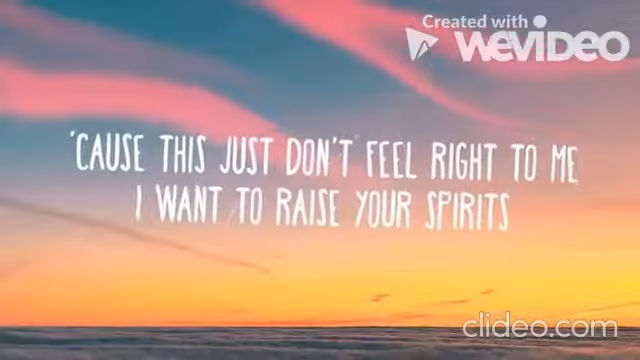 Created with
WEVIDEO
'CAUSE THIS JUST DON'T FEEL RIGHT TO ME
I WANT TO RAISE YOUR SPIRITS
clideo.com